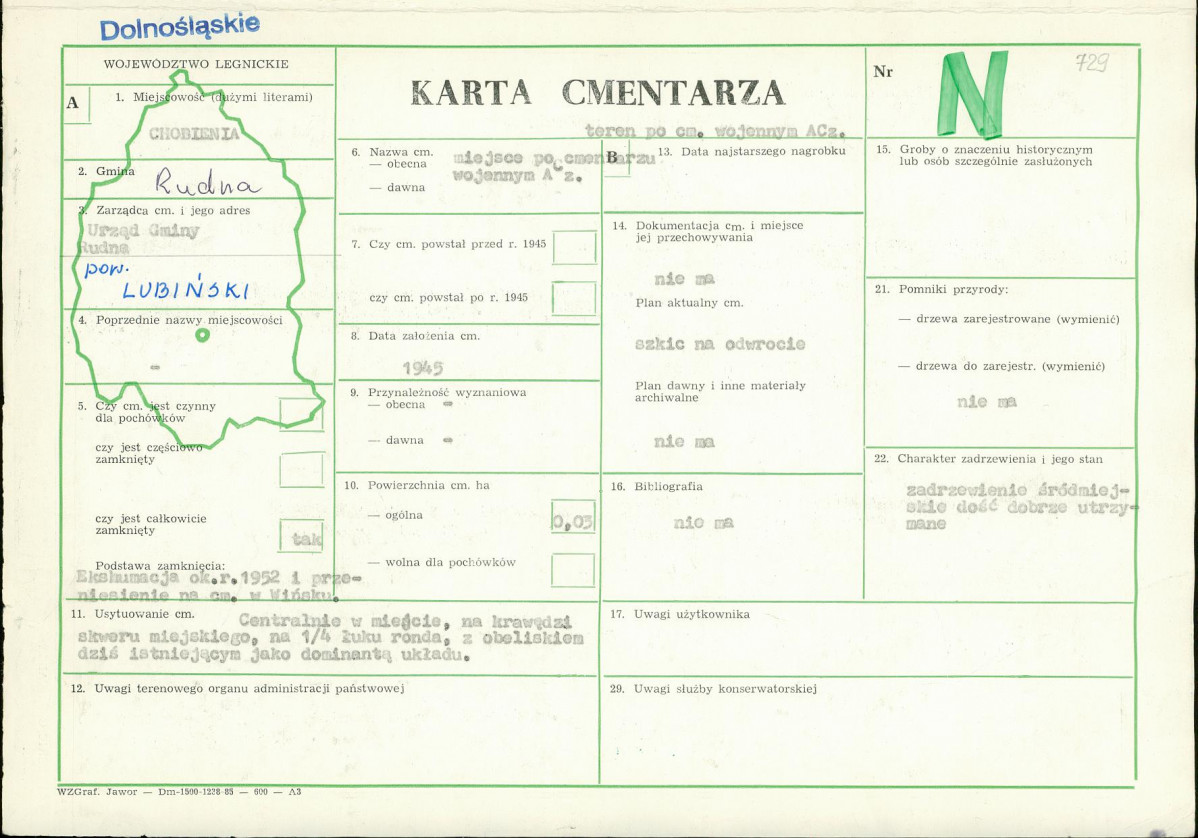 Dolnośląskie
WOJEWÓDZTWO LEGNICKIE
A
1. Miejscowość (dużymi literami)
CHOBIENIA
2. Gmina
Rudna
3. Zarządca cm. i jego adres
Urząd Gminy
Rudna
pow.
LUBIŃSKI
4. Poprzednie nazwy miejscowości
-
5. Czy cm. jest czynny
dla pochówków
czy jest częściowo
zamknięty
czy jest całkowicie
zamknięty
tak
Podstawa zamknięcia:
Ekshumacja ok.r.1952 i prze-
niesienie na cm. w Wińsku.
KARTA CMENTARZA
teren po cm. wojennym ACz.
6. Nazwa cm.
— obecna
miejsce po cmentarzu
wojennym A Cz.
— dawna
7. Czy cm. powstał przed r. 1945
czy cm. powstał po r. 1945
8. Data założenia cm.
1945
9. Przynależność wyznaniowa
— obecna -
— dawna -
10. Powierzchnia cm. ha
— ogólna
0,03
— wolna dla pochówków
11. Usytuowanie cm.
Centralnie w mieście, na krawędzi
skweru miejskiego, na 1/4 łuku ronda, z obeliskiem
dziś istniejącym jako dominantą układu.
12. Uwagi terenowego organu administracji państwowej
B
13. Data najstarszego nagrobku
14. Dokumentacja cm. i miejsce
jej przechowywania
nie ma
Plan aktualny cm.
szkic na odwrocie
Plan dawny i inne materiały
archiwalne
nie ma
16. Bibliografia
nie ma
17. Uwagi użytkownika
29. Uwagi służby konserwatorskiej
Nr
N
729
15. Groby o znaczeniu historycznym
lub osób szczególnie zasłużonych
21. Pomniki przyrody:
— drzewa zarejestrowane (wymienić)
— drzewa do zarejestr. (wymienić)
nie ma
22. Charakter zadrzewienia i jego stan
zadrzewienie śródmiej-
skie dość dobrze utrzy-
mane
WZGraf. Jawor — Dm-1500-1238-85 — 600 — A3